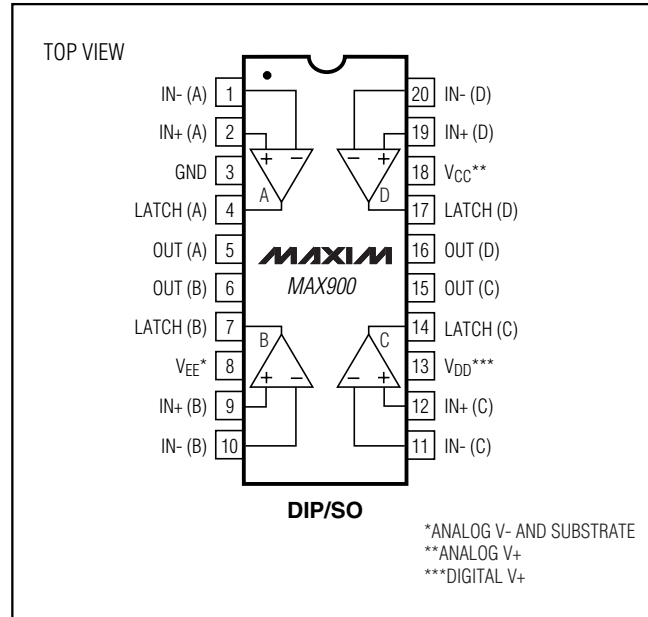 TOP VIEW
IN- (A) 1 20 IN- (D)
IN+ (A) 2 19 IN+ (D)
+ - - +
GND 3 18 VCC**
A D
LATCH (A) 4 17 LATCH (D)
OUT (A) 5 MAXIM 16 OUT (D)
OUT (B) 6 MAX900 15 OUT (C)
LATCH (B) 7 14 LATCH (C)
B C
VEE* 8 13 VDD***
+ - - +
IN+ (B) 9 12 IN+ (C)
IN- (B) 10 11 IN- (C)
DIP/SO
*ANALOG V- AND SUBSTRATE
**ANALOG V+
***DIGITAL V+